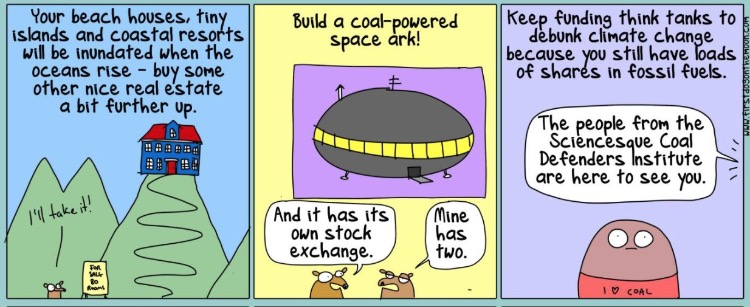 Your beach houses, tiny
islands and coastal resorts
will be inundated when the
oceans rise - buy some
other nice real estate
a bit further up.
I'll take it!
FOR
SALE
80
ROOMS
Build a coal-powered
space ark!
And it has its
own stock
exchange.
Mine
has
two.
Keep funding think tanks to
debunk climate change
because you still have loads
of shares in fossil fuels.
The people from the
Sciencesque Coal
Defenders Institute
are here to see you.
I ♥ COAL
www.firstdogonthemoon.com